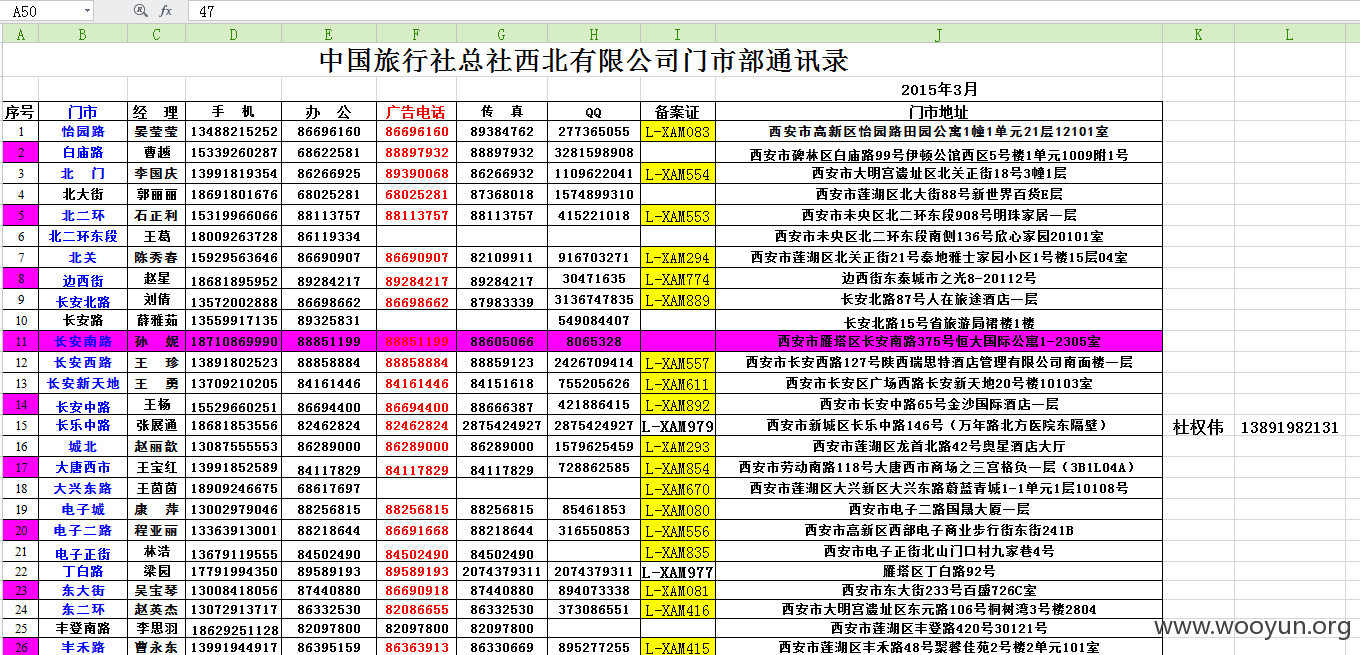 A50 fx 47
A B C D E F G H I J K L
中国旅行社总社西北有限公司门市部通讯录
2015年3月
序号 门市 经 理 手 机 办 公 广告电话 传 真 QQ 备案证 门市地址
1 怡园路 晏莹莹 13488215252 86696160 86696160 89384762 277365055 L-XAM083 西安市高新区怡园路田园公寓1幢1单元21层12101室
2 白庙路 曹越 15339260287 68622581 88897932 88897932 3281598908 西安市碑林区白庙路99号伊顿公馆西区5号楼1单元1009附1号
3 北 门 李国庆 13991819354 86266925 89390068 86266932 1109622041 L-XAM554 西安市大明宫遗址区北关正街18号3幢1层
4 北大街 郭丽丽 18691801676 68025281 68025281 87368018 1574899310 西安市莲湖区北大街88号新世界百货E层
5 北二环 石正利 15319966066 88113757 88113757 88113757 415221018 L-XAM553 西安市未央区北二环东段908号明珠家居一层
6 北二环东段 王葛 18009263728 86119334 西安市未央区北二环东段南侧136号欣心家园20101室
7 北关 陈秀春 15929563646 86690907 86690907 82109911 916703271 L-XAM294 西安市莲湖区北关正街21号秦地雅士家园小区1号楼15层04室
8 边西街 赵星 18681895952 89284217 89284217 89284217 30471635 L-XAM774 边西街东秦城市之光8-20112号
9 长安北路 刘倩 13572002888 86698662 86698662 87983339 3136747835 L-XAM889 长安北路87号人在旅途酒店一层
10 长安路 薛雅茹 13559917135 89325831 549084407 长安北路15号省旅游局裙楼1楼
11 长安南路 孙 妮 18710869990 88851199 88851199 88605066 8065328 西安市雁塔区长安南路375号恒大国际公寓1-2305室
12 长安西路 王 珍 13891802523 88858884 88858884 88859123 2426709414 L-XAM557 西安市长安西路127号陕西瑞思特酒店管理有限公司南面楼一层
13 长安新天地 王 勇 13709210205 84161446 84161446 84151618 755205626 L-XAM611 西安市长安区广场西路长安新天地20号楼10103室
14 长安中路 王杨 15529660251 86694400 86694400 88666387 421886415 L-XAM892 西安市长安中路65号金沙国际酒店一层
15 长乐中路 张展通 18681853556 82462824 82462824 2875424927 2875424927 L-XAM979 西安市新城区长乐中路146号（万年路北方医院东隔壁） 杜权伟 13891982131
16 城北 赵丽歆 13087555553 86289000 86289000 86289000 1579625459 L-XAM293 西安市莲湖区龙首北路42号奥星酒店大厅
17 大唐西市 王宝红 13991852589 84117829 84117829 84117829 728862585 L-XAM854 西安市劳动南路118号大唐西市商场之三宫格负一层（3B1L04A）
18 大兴东路 王茵茵 18909246675 68617697 L-XAM670 西安市莲湖区大兴新区大兴东路蔚蓝青城1-1单元1层10108号
19 电子城 康 萍 13002979046 88256815 88256815 88256815 85461853 L-XAM080 西安市电子二路国晟大厦一层
20 电子二路 程亚丽 13363913001 88218644 86691668 88218644 316550853 L-XAM556 西安市高新区西部电子商业步行街东街241B
21 电子正街 林浩 13679119555 84502490 84502490 84502490 L-XAM835 西安市电子正街北山门口村九家巷4号
22 丁白路 梁园 17791994350 89589193 89589193 2074379311 2074379311 L-XAM977 雁塔区丁白路92号
23 东大街 吴宝琴 13008418056 87440880 86690918 87440880 894073338 L-XAM081 西安市东大街233号百盛726C室
24 东二环 赵英杰 13072913717 86332530 82086655 86332530 373086551 L-XAM416 西安市大明宫遗址区东元路106号桐树湾3号楼2804
25 丰登南路 李思羽 18629251128 82097800 82097800 82097800 西安市莲湖区丰登路420号30121号
26 丰禾路 曹永东 13991944917 86395159 86363913 86330669 895277255 L-XAM415 西安市莲湖区丰禾路48号聚馨佳苑2号楼2单元101室
www.wooyun.org